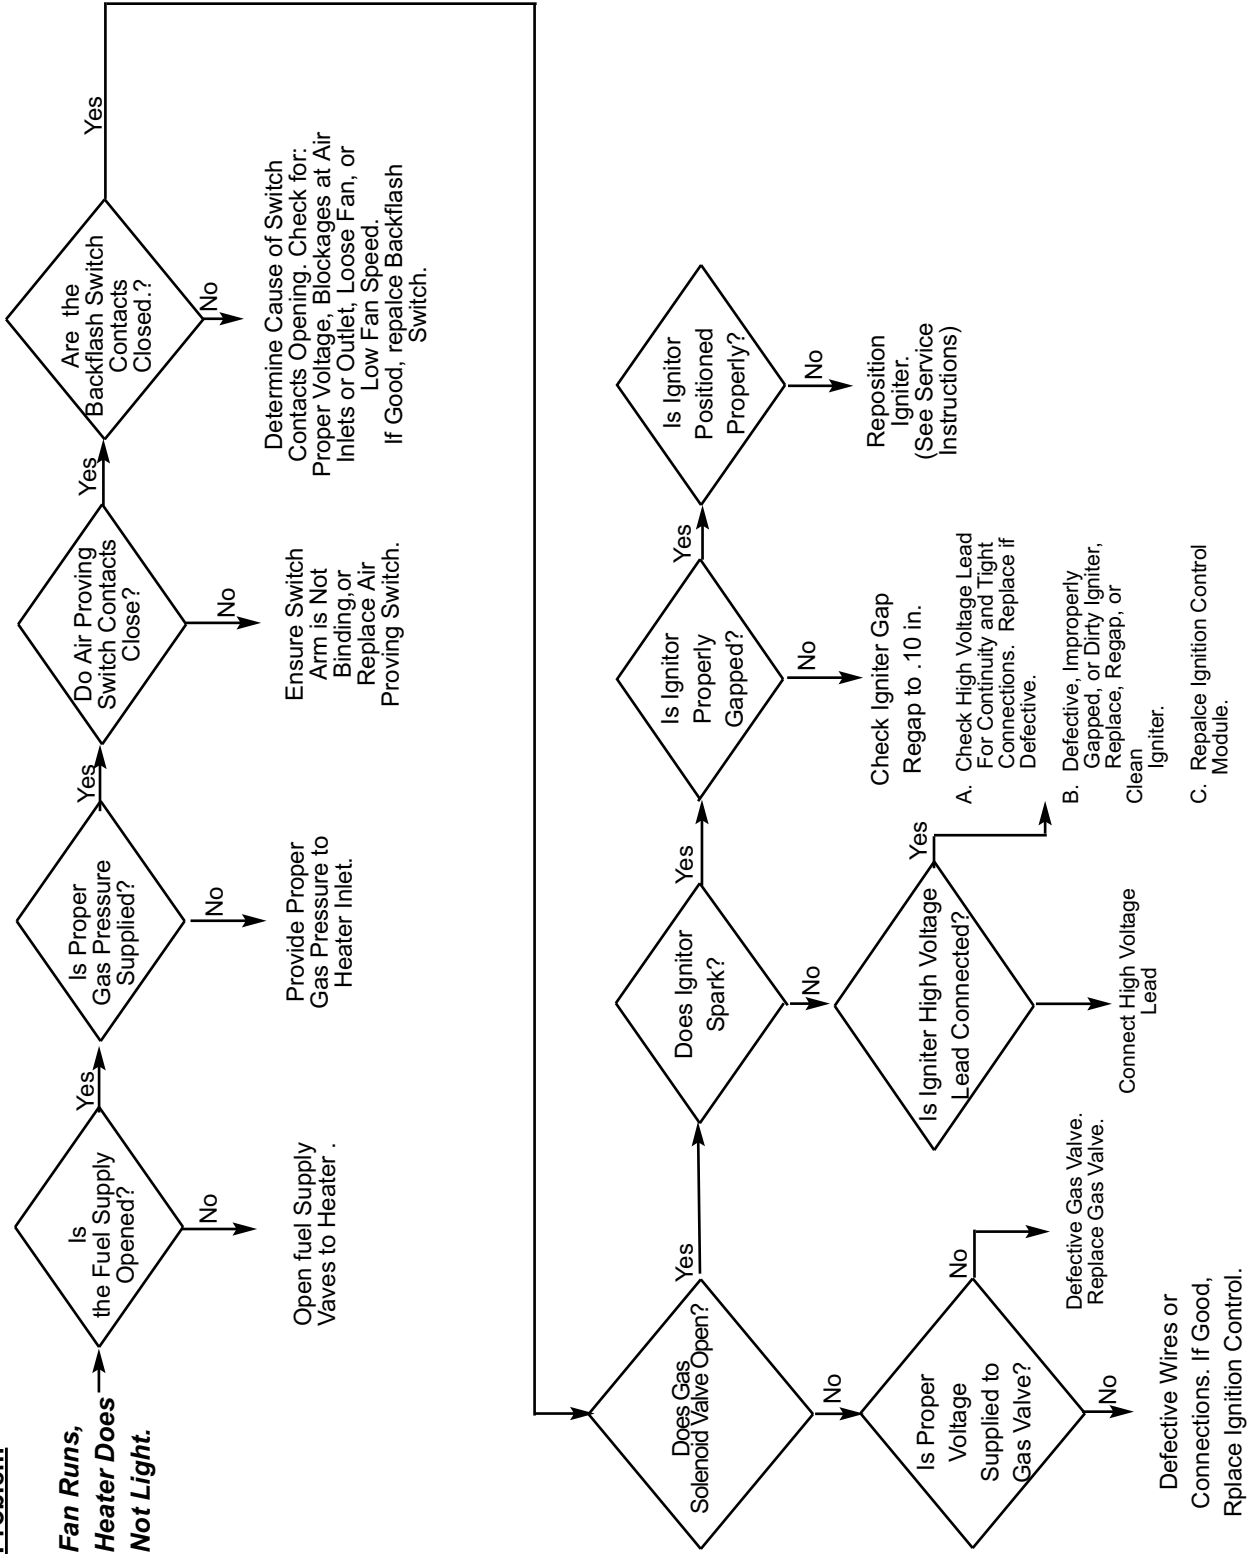 Problem
Fan Runs,
Heater Does
Not Light.
Is
the Fuel Supply
Opened?
Yes
No
Open fuel Supply
Vaves to Heater .
Is Proper
Gas Pressure
Supplied?
Yes
No
Provide Proper
Gas Pressure to
Heater Inlet.
Do Air Proving
Switch Contacts
Close?
Yes
No
Ensure Switch
Arm is Not
Binding,or
Replace Air
Proving Switch.
Are the
Backflash Switch
Contacts
Closed.?
Yes
No
Determine Cause of Switch
Contacts Opening. Check for:
Proper Voltage, Blockages at Air
Inlets or Outlet, Loose Fan, or
Low Fan Speed.
If Good, repalce Backflash
Switch.
Does Gas
Solenoid Valve Open?
Yes
No
Is Proper
Voltage
Supplied to
Gas Valve?
No
Defective Gas Valve.
Replace Gas Valve.
No
Defective Wires or
Connections. If Good,
Rplace Ignition Control.
Does Ignitor
Spark?
Yes
No
Is Igniter High Voltage
Lead Connected?
Yes
Connect High Voltage
Lead
A. Check High Voltage Lead
For Continuity and Tight
Connections. Replace if
Defective.
B. Defective, Improperly
Gapped, or Dirty Igniter,
Replace, Regap, or
Clean
Igniter.
C. Repalce Ignition Control
Module.
Is Ignitor
Properly
Gapped?
Yes
No
Check Igniter Gap
Regap to .10 in.
Is Ignitor
Positioned
Properly?
No
Reposition
Igniter.
(See Service
Instructions)